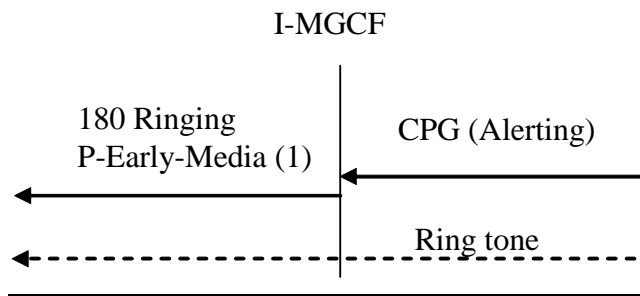 I-MGCF
180 Ringing
P-Early-Media (1)
CPG (Alerting)
Ring tone